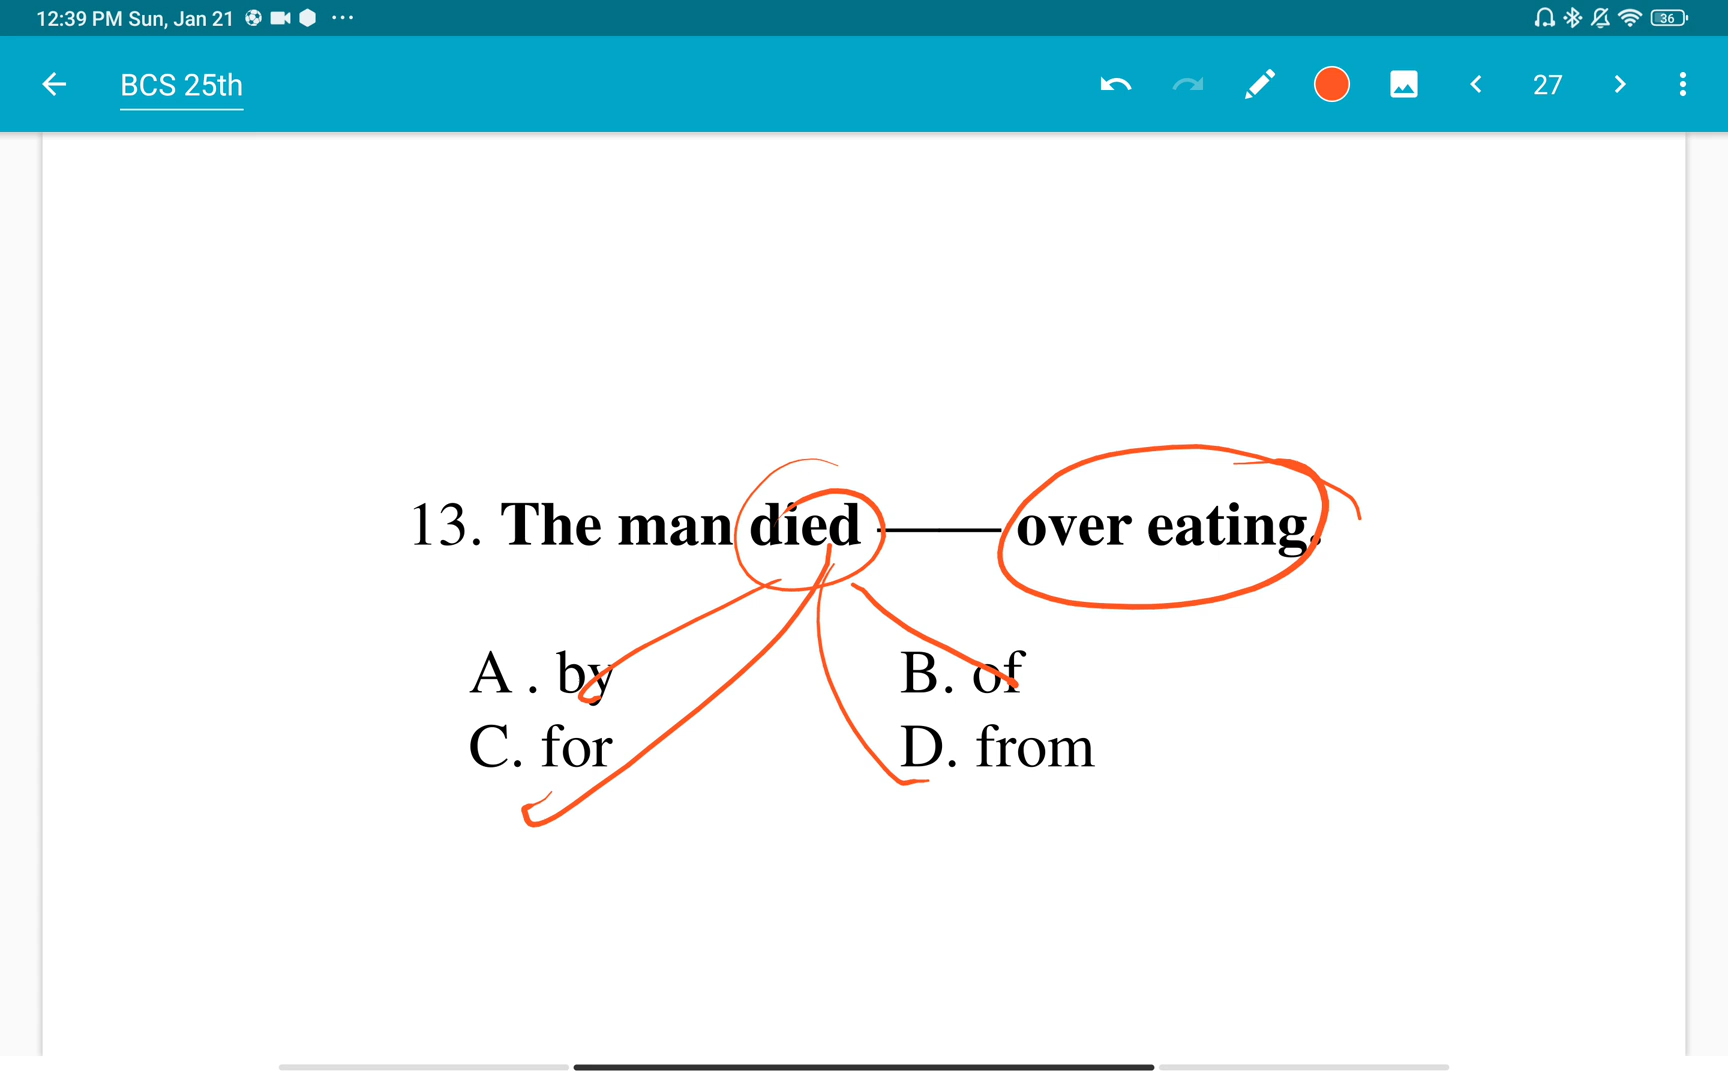 12:39 PM Sun, Jan 21 36
BCS 25th 27
13. The man died ——— over eating.
A . by B. of
C. for D. from